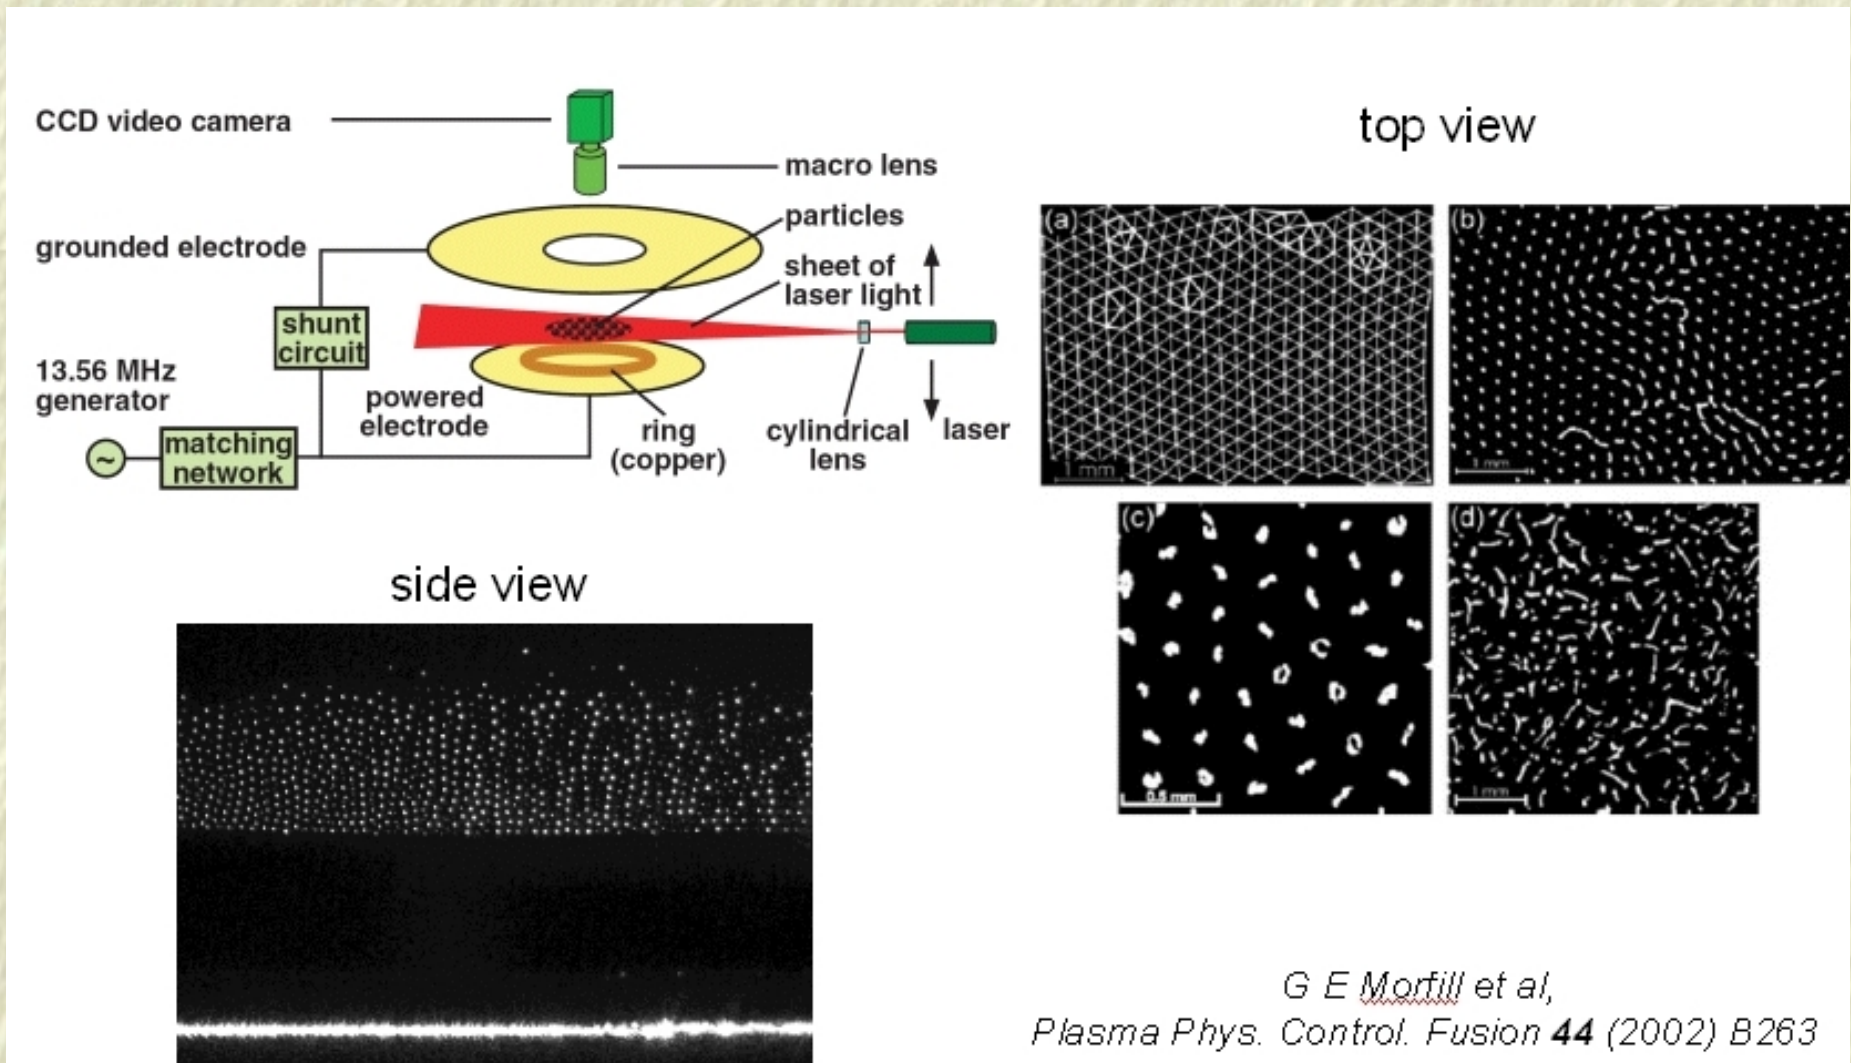 CCD video camera
macro lens
particles
grounded electrode
sheet of
laser light
shunt
circuit
13.56 MHz
generator
powered
electrode
ring
(copper)
cylindrical
lens
laser
~
matching
network
side view
top view
(a)
1 mm
(b)
1 mm
(c)
0.5 mm
(d)
1 mm
G E Morfill et al,
Plasma Phys. Control. Fusion 44 (2002) B263